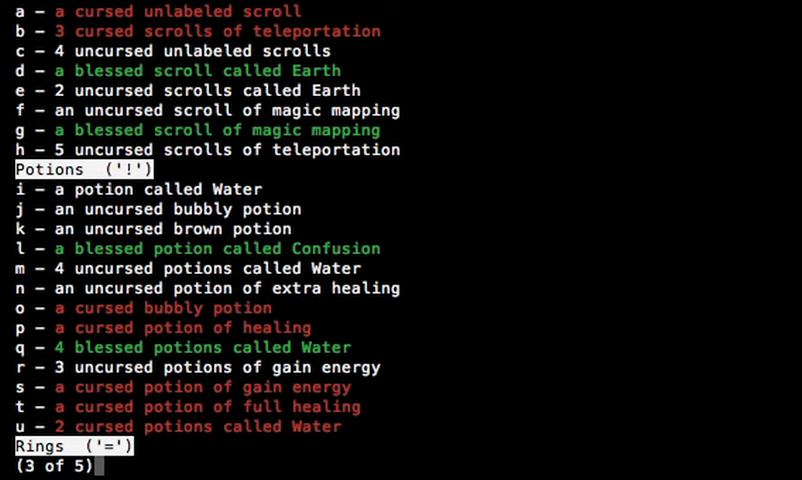 a - a cursed unlabeled scroll
b - 3 cursed scrolls of teleportation
c - 4 uncursed unlabeled scrolls
d - a blessed scroll called Earth
e - 2 uncursed scrolls called Earth
f - an uncursed scroll of magic mapping
g - a blessed scroll of magic mapping
h - 5 uncursed scrolls of teleportation
Potions  ('!')
i - a potion called Water
j - an uncursed bubbly potion
k - an uncursed brown potion
l - a blessed potion called Confusion
m - 4 uncursed potions called Water
n - an uncursed potion of extra healing
o - a cursed bubbly potion
p - a cursed potion of healing
q - 4 blessed potions called Water
r - 3 uncursed potions of gain energy
s - a cursed potion of gain energy
t - a cursed potion of full healing
u - 2 cursed potions called Water
Rings  ('=')
(3 of 5)